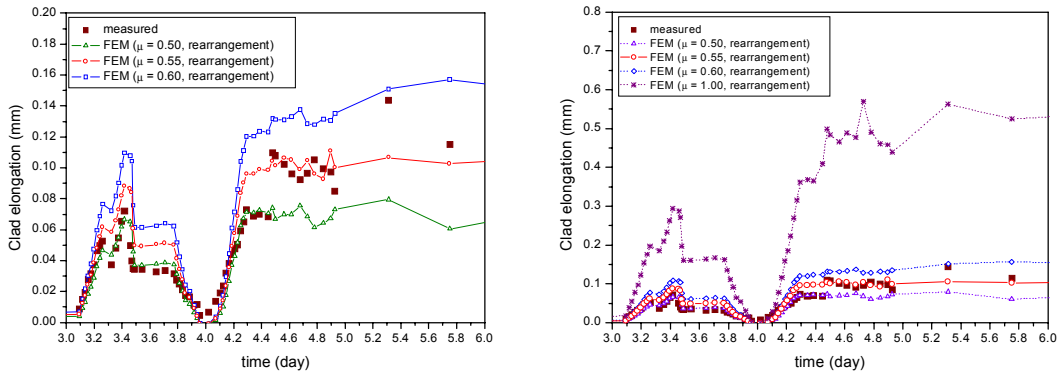 0.20
0.18
0.16
0.14
0.12
0.10
0.08
0.06
0.04
0.02
0.00
Clad elongation (mm)
measured
FEM (μ = 0.50, rearrangement)
FEM (μ = 0.55, rearrangement)
FEM (μ = 0.60, rearrangement)
3.0 3.2 3.4 3.6 3.8 4.0 4.2 4.4 4.6 4.8 5.0 5.2 5.4 5.6 5.8 6.0
time (day)
0.8
0.7
0.6
0.5
0.4
0.3
0.2
0.1
0.0
Clad elongation (mm)
measured
FEM (μ = 0.50, rearrangement)
FEM (μ = 0.55, rearrangement)
FEM (μ = 0.60, rearrangement)
FEM (μ = 1.00, rearrangement)
3.0 3.2 3.4 3.6 3.8 4.0 4.2 4.4 4.6 4.8 5.0 5.2 5.4 5.6 5.8 6.0
time (day)